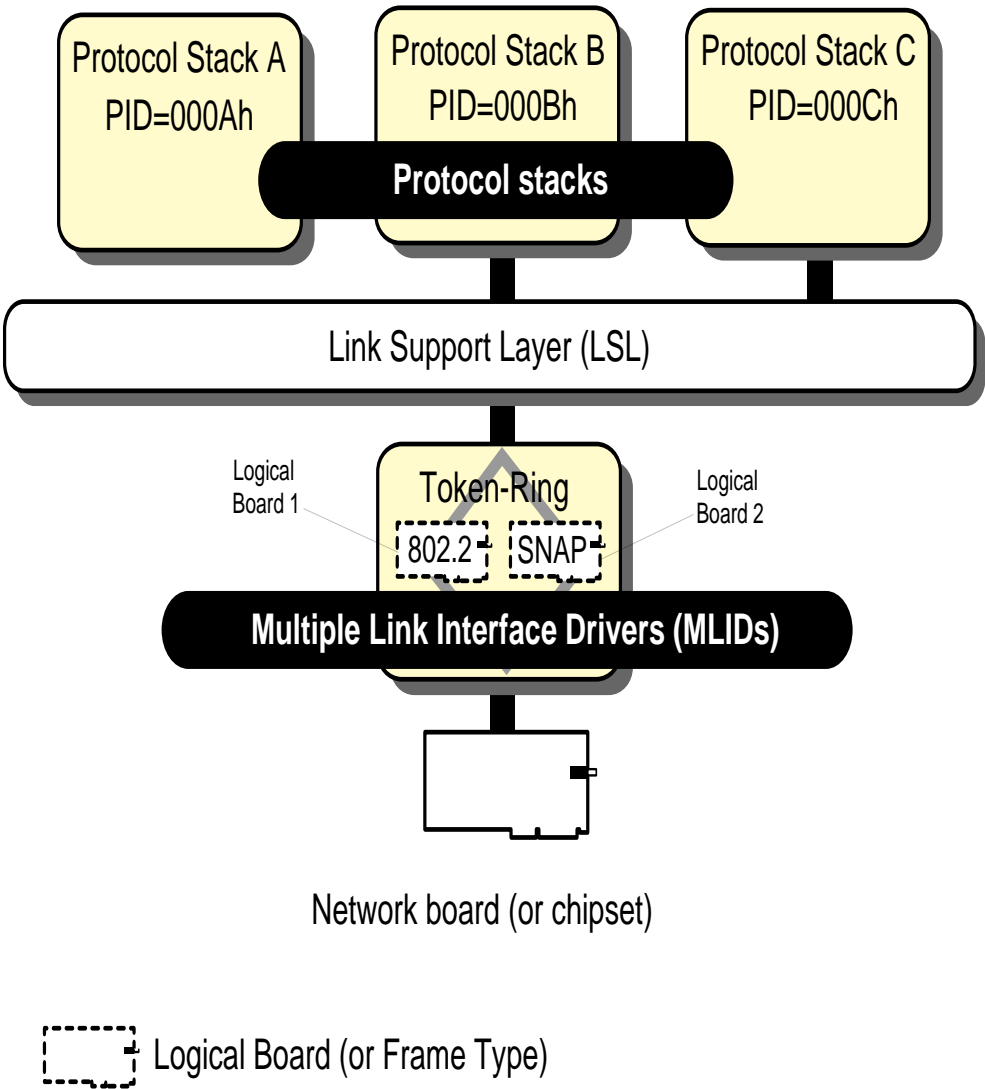 Protocol Stack A
PID=000Ah
Protocol Stack B
PID=000Bh
Protocol Stack C
PID=000Ch
Protocol stacks
Link Support Layer (LSL)
Logical
Board 1
Token-Ring
802.2
SNAP
Logical
Board 2
Multiple Link Interface Drivers (MLIDs)
Network board (or chipset)
Logical Board (or Frame Type)